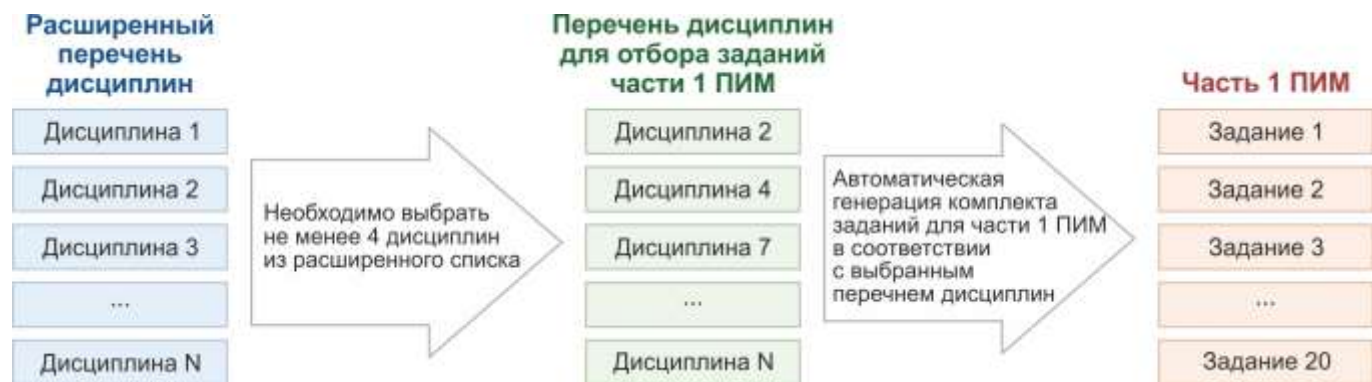 Расширенный
перечень
дисциплин
Дисциплина 1
Дисциплина 2
Дисциплина 3
...
Дисциплина N
Необходимо выбрать
не менее 4 дисциплин
из расширенного списка
Перечень дисциплин
для отбора заданий
части 1 ПИМ
Дисциплина 2
Дисциплина 4
Дисциплина 7
...
Дисциплина N
Автоматическая
генерация комплекта
заданий для части 1 ПИМ
в соответствии
с выбранным
перечнем дисциплин
Часть 1 ПИМ
Задание 1
Задание 2
Задание 3
...
Задание 20